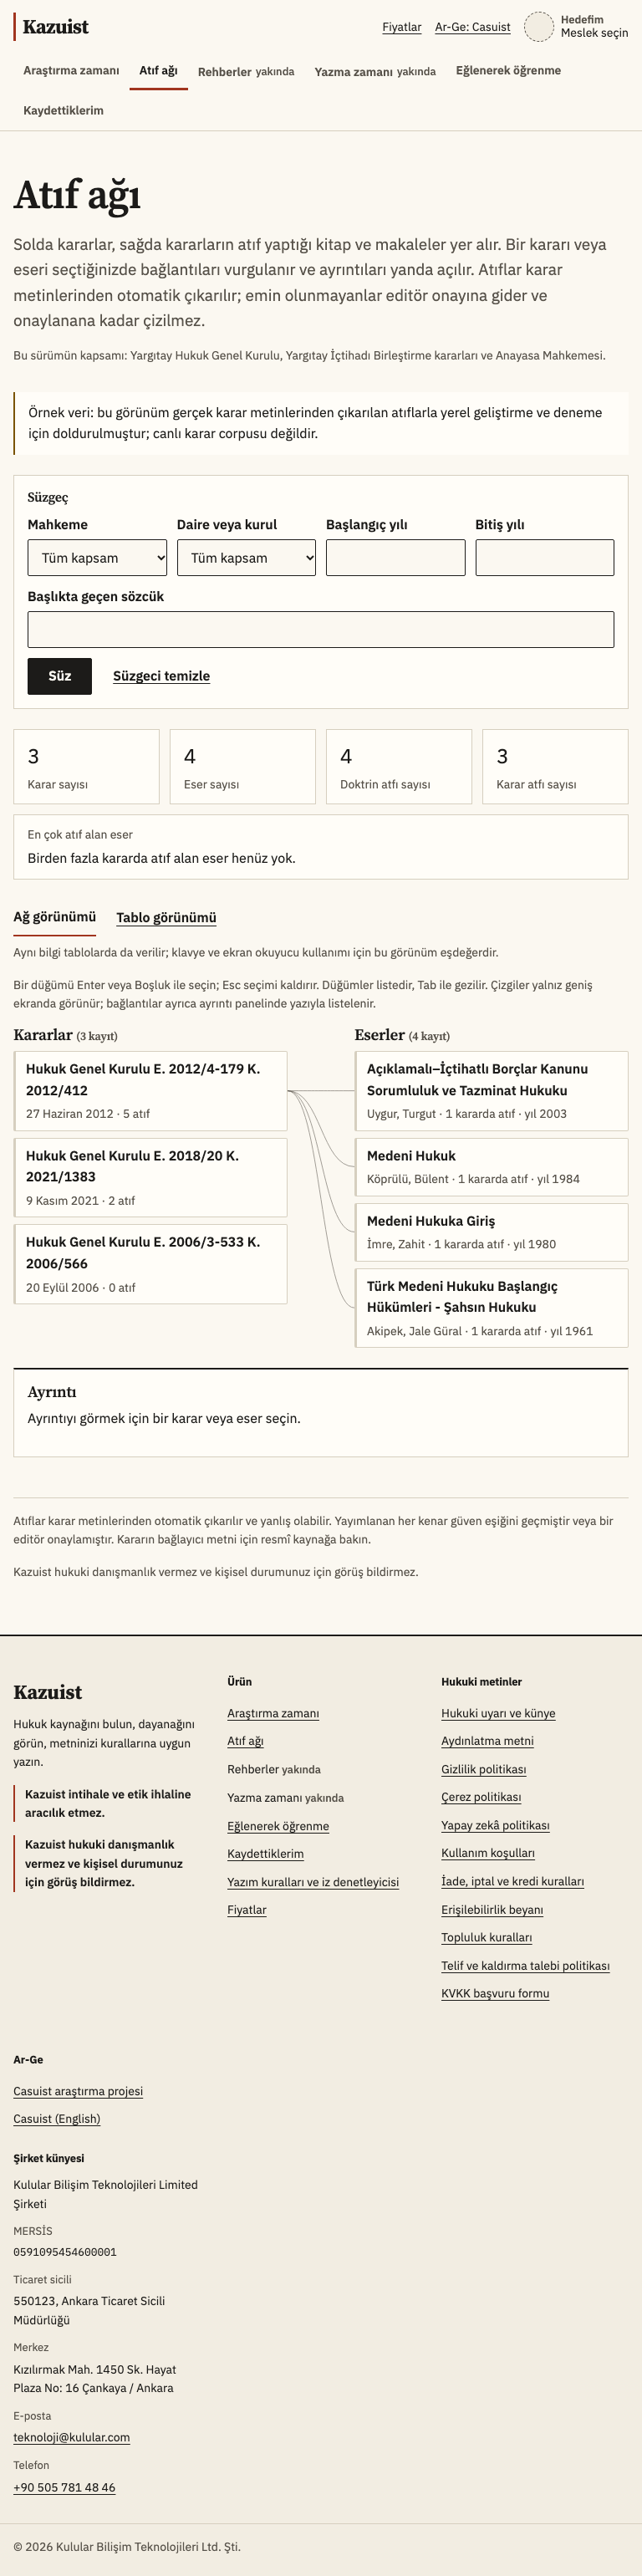 Kazuist
Fiyatlar
Ar-Ge: Casuist
Hedefim
Meslek seçin
Araştırma zamanı
Atıf ağı
Rehberler yakında
Yazma zamanı yakında
Eğlenerek öğrenme
Kaydettiklerim
Atıf ağı
Solda kararlar, sağda kararların atıf yaptığı kitap ve makaleler yer alır. Bir kararı veya
eseri seçtiğinizde bağlantıları vurgulanır ve ayrıntıları yanda açılır. Atıflar karar
metinlerinden otomatik çıkarılır; emin olunmayanlar editör onayına gider ve
onaylanana kadar çizilmez.
Bu sürümün kapsamı: Yargıtay Hukuk Genel Kurulu, Yargıtay İçtihadı Birleştirme kararları ve Anayasa Mahkemesi.
Örnek veri: bu görünüm gerçek karar metinlerinden çıkarılan atıflarla yerel geliştirme ve deneme
için doldurulmuştur; canlı karar corpusu değildir.
Süzgeç
Mahkeme
Daire veya kurul
Başlangıç yılı
Bitiş yılı
Tüm kapsam
Tüm kapsam
Başlıkta geçen sözcük
Süz
Süzgeci temizle
3
Karar sayısı
4
Eser sayısı
4
Doktrin atfı sayısı
3
Karar atfı sayısı
En çok atıf alan eser
Birden fazla kararda atıf alan eser henüz yok.
Ağ görünümü
Tablo görünümü
Aynı bilgi tablolarda da verilir; klavye ve ekran okuyucu kullanımı için bu görünüm eşdeğerdir.
Bir düğümü Enter veya Boşluk ile seçin; Esc seçimi kaldırır. Düğümler listedir, Tab ile gezilir. Çizgiler yalnız geniş
ekranda görünür; bağlantılar ayrıca ayrıntı panelinde yazıyla listelenir.
Kararlar (3 kayıt)
Hukuk Genel Kurulu E. 2012/4-179 K.
2012/412
27 Haziran 2012 · 5 atıf
Hukuk Genel Kurulu E. 2018/20 K.
2021/1383
9 Kasım 2021 · 2 atıf
Hukuk Genel Kurulu E. 2006/3-533 K.
2006/566
20 Eylül 2006 · 0 atıf
Eserler (4 kayıt)
Açıklamalı–İçtihatlı Borçlar Kanunu
Sorumluluk ve Tazminat Hukuku
Uygur, Turgut · 1 kararda atıf · yıl 2003
Medeni Hukuk
Köprülü, Bülent · 1 kararda atıf · yıl 1984
Medeni Hukuka Giriş
İmre, Zahit · 1 kararda atıf · yıl 1980
Türk Medeni Hukuku Başlangıç
Hükümleri - Şahsın Hukuku
Akipek, Jale Güral · 1 kararda atıf · yıl 1961
Ayrıntı
Ayrıntıyı görmek için bir karar veya eser seçin.
Atıflar karar metinlerinden otomatik çıkarılır ve yanlış olabilir. Yayımlanan her kenar güven eşiğini geçmiştir veya bir
editör onaylamıştır. Kararın bağlayıcı metni için resmî kaynağa bakın.
Kazuist hukuki danışmanlık vermez ve kişisel durumunuz için görüş bildirmez.
Kazuist
Hukuk kaynağını bulun, dayanağını
görün, metninizi kurallarına uygun
yazın.
Kazuist intihale ve etik ihlaline
aracılık etmez.
Kazuist hukuki danışmanlık
vermez ve kişisel durumunuz
için görüş bildirmez.
Ürün
Araştırma zamanı
Atıf ağı
Rehberler yakında
Yazma zamanı yakında
Eğlenerek öğrenme
Kaydettiklerim
Yazım kuralları ve iz denetleyicisi
Fiyatlar
Hukuki metinler
Hukuki uyarı ve künye
Aydınlatma metni
Gizlilik politikası
Çerez politikası
Yapay zekâ politikası
Kullanım koşulları
İade, iptal ve kredi kuralları
Erişilebilirlik beyanı
Topluluk kuralları
Telif ve kaldırma talebi politikası
KVKK başvuru formu
Ar-Ge
Casuist araştırma projesi
Casuist (English)
Şirket künyesi
Kulular Bilişim Teknolojileri Limited
Şirketi
MERSİS
0591095454600001
Ticaret sicili
550123, Ankara Ticaret Sicili
Müdürlüğü
Merkez
Kızılırmak Mah. 1450 Sk. Hayat
Plaza No: 16 Çankaya / Ankara
E-posta
teknoloji@kulular.com
Telefon
+90 505 781 48 46
© 2026 Kulular Bilişim Teknolojileri Ltd. Şti.